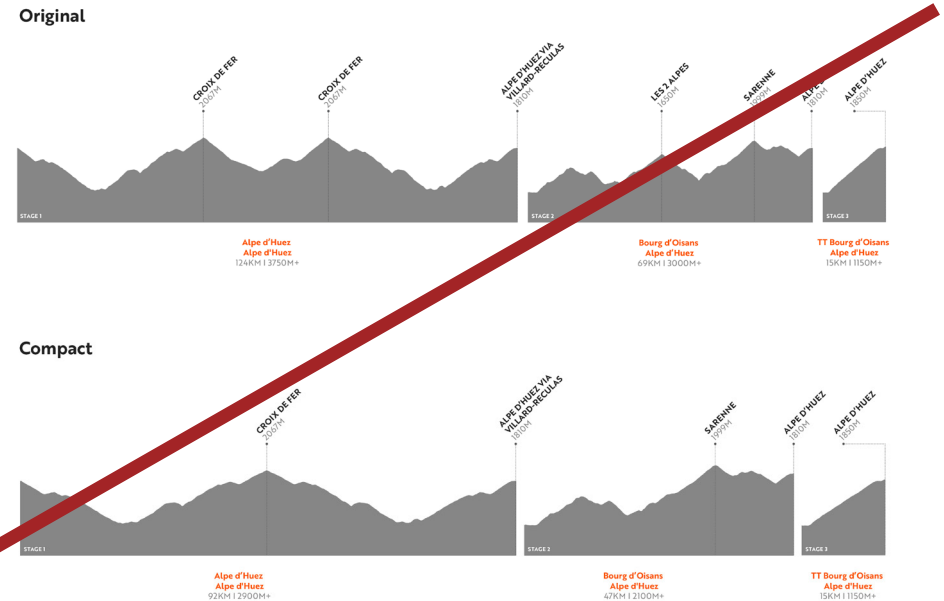 Original
CROIX DE FER
2067M
CROIX DE FER
2067M
ALPE D'HUEZ VIA
VILLARD-RECULAS
1810M
LES 2 ALPES
1650M
SARENNE
1999M
ALPE
1810M
ALPE D'HUEZ
1850M
STAGE 1
STAGE 2
STAGE 3
Alpe d'Huez
Alpe d'Huez
124KM I 3750M+
Bourg d'Oisans
Alpe d'Huez
69KM I 3000M+
TT Bourg d'Oisans
Alpe d'Huez
15KM I 1150M+
Compact
CROIX DE FER
2067M
ALPE D'HUEZ VIA
VILLARD-RECULAS
1810M
SARENNE
1999M
ALPE D'HUEZ
1810M
ALPE D'HUEZ
1850M
STAGE 1
STAGE 2
STAGE 3
Alpe d'Huez
Alpe d'Huez
92KM I 2900M+
Bourg d'Oisans
Alpe d'Huez
47KM I 2100M+
TT Bourg d'Oisans
Alpe d'Huez
15KM I 1150M+